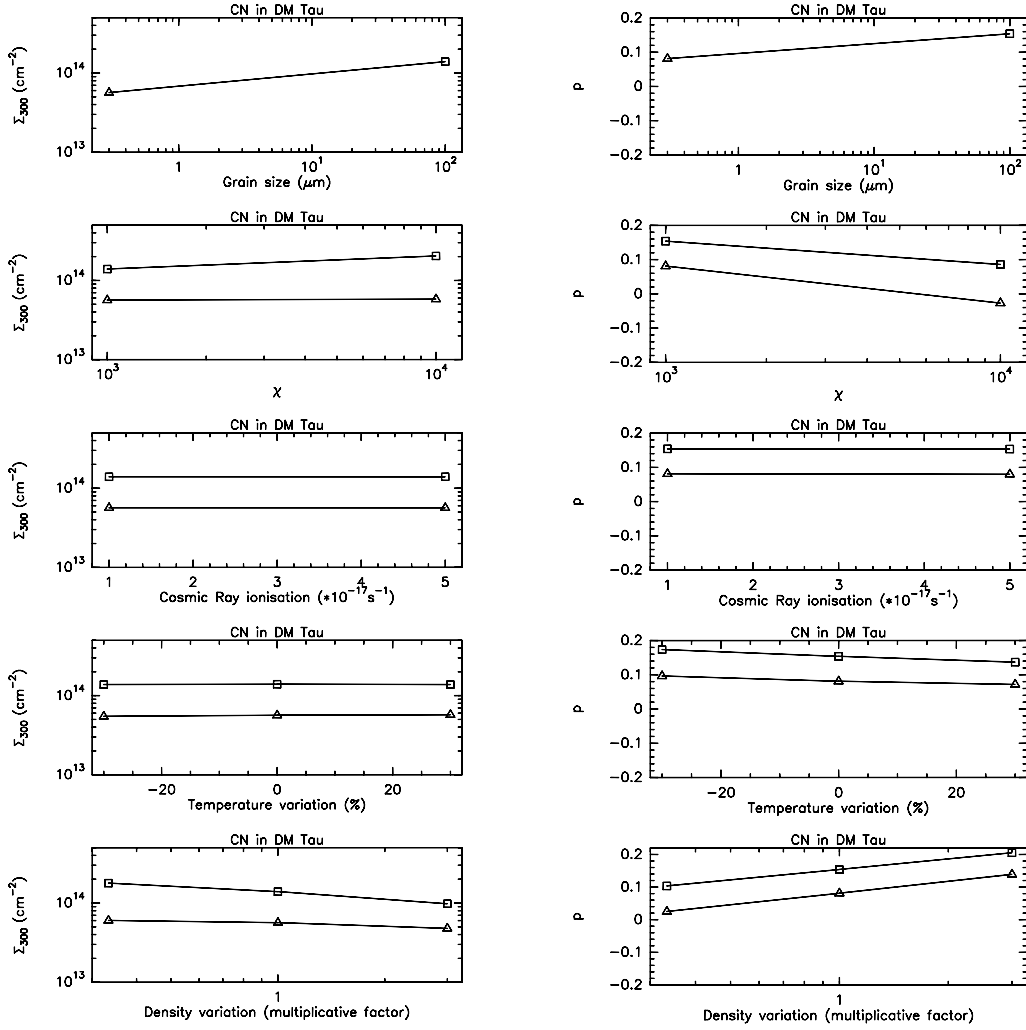 CN in DM Tau
Σ300 (cm−2)
10^14
10^13
1
10^1
10^2
Grain size (μm)
CN in DM Tau
p
0.2
0.1
0
−0.1
−0.2
1
10^1
10^2
Grain size (μm)
CN in DM Tau
Σ300 (cm−2)
10^14
10^13
10^3
10^4
χ
CN in DM Tau
p
0.2
0.1
0
−0.1
−0.2
10^3
10^4
χ
CN in DM Tau
Σ300 (cm−2)
10^14
10^13
1 2 3 4 5
Cosmic Ray ionisation (*10−17s−1)
CN in DM Tau
p
0.2
0.1
0
−0.1
−0.2
1 2 3 4 5
Cosmic Ray ionisation (*10−17s−1)
CN in DM Tau
Σ300 (cm−2)
10^14
10^13
−20 0 20
Temperature variation (%)
CN in DM Tau
p
0.2
0.1
0
−0.1
−0.2
−20 0 20
Temperature variation (%)
CN in DM Tau
Σ300 (cm−2)
10^14
10^13
1
Density variation (multiplicative factor)
CN in DM Tau
p
0.2
0.1
0
−0.1
−0.2
1
Density variation (multiplicative factor)